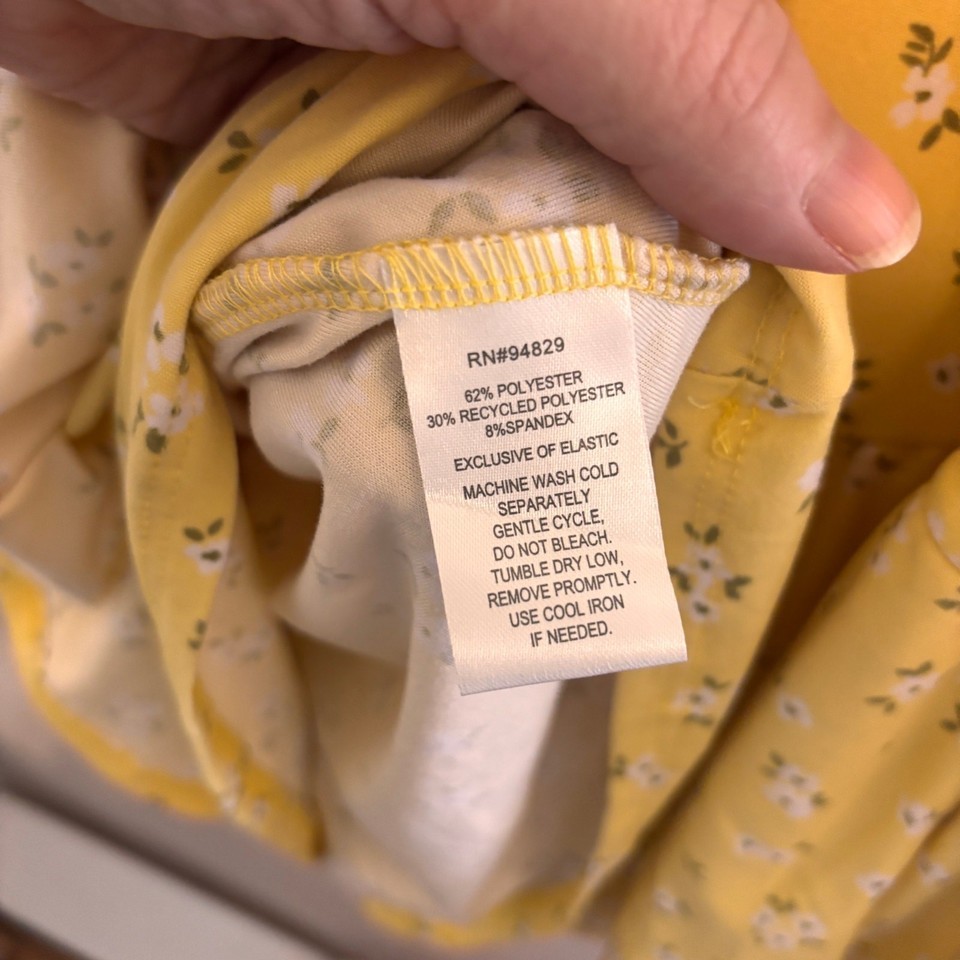 RN#94829
62% POLYESTER
30% RECYCLED POLYESTER
8%SPANDEX
EXCLUSIVE OF ELASTIC
MACHINE WASH COLD
SEPARATELY
GENTLE CYCLE,
DO NOT BLEACH.
TUMBLE DRY LOW,
REMOVE PROMPTLY.
USE COOL IRON
IF NEEDED.